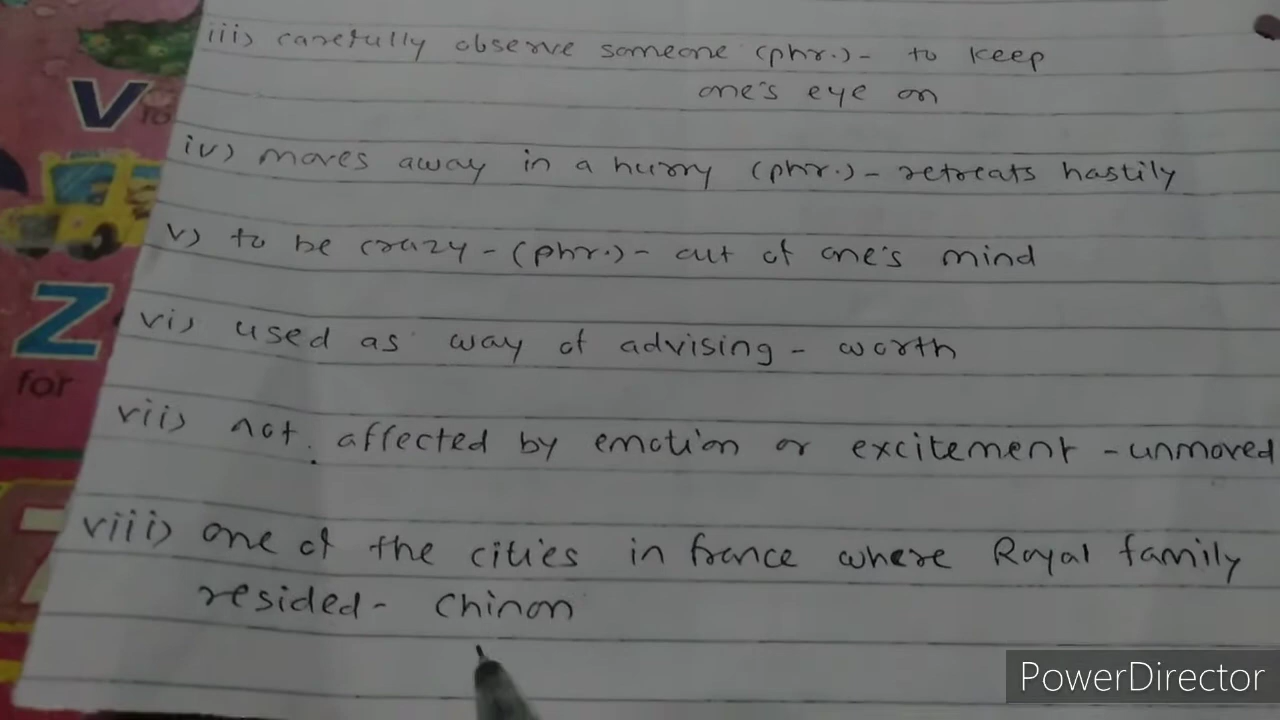 iii) carefully observe someone (phr.) - to keep
one's eye on
V
iv) moves away in a hurry (phr.) - retreats hastily
v) to be crazy - (phr.) - out of one's mind
Z
vi) used as way of advising - worth
for
vii) not affected by emotion or excitement - unmoved
viii) one of the cities in france where Royal family
resided - Chinon
PowerDirector